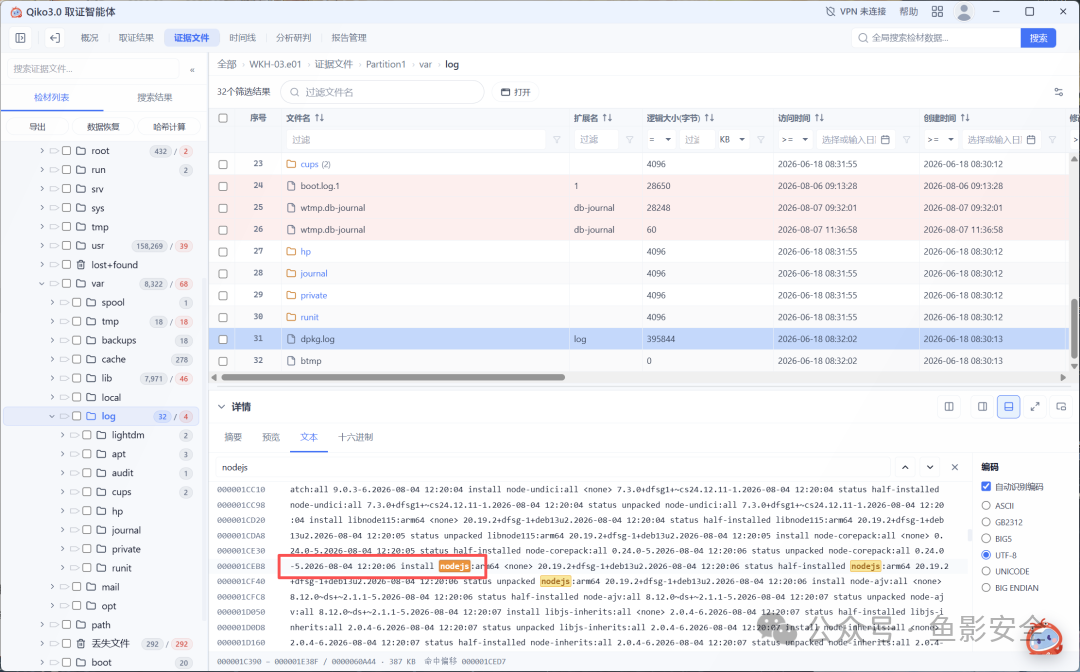 Qiko3.0 取证智能体
VPN 未连接 帮助
概况 取证结果 证据文件 时间线 分析研判 报告管理 全局搜索检材数据... 搜索
搜索证据文件... «
检材列表 搜索结果
导出 数据恢复 哈希计算
root 432 / 2
run 2
srv
sys
tmp
usr 158,269 / 39
lost+found
var 8,322 / 68
spool 1
tmp 18 / 18
backups 18
cache 278
lib 7,971 / 46
local
log 32 / 4
lightdm 2
apt 3
audit 1
cups 2
hp
journal
private
runit
mail
opt
path
丢失文件 292 / 292
boot 20
全部 › WKH-03.e01 › 证据文件 › Partition1 › var › log
32个筛选结果 过滤文件名 打开
序号 文件名 扩展名 逻辑大小(字节) 访问时间 创建时间
过滤 过滤 = KB >= 选择或输入日 >= 选择或输入日
23 cups (2) 4096 2026-06-18 08:31:55 2026-06-18 08:30:12
24 boot.log.1 1 28650 2026-08-06 09:13:28 2026-08-06 09:13:28
25 wtmp.db-journal db-journal 28248 2026-08-07 09:32:01 2026-08-07 09:32:01
26 wtmp.db-journal db-journal 60 2026-08-07 11:36:58 2026-08-07 11:36:58
27 hp 4096 2026-06-18 08:31:55 2026-06-18 08:30:12
28 journal 4096 2026-06-18 08:31:55 2026-06-18 08:30:12
29 private 4096 2026-06-18 08:31:55 2026-06-18 08:30:12
30 runit 4096 2026-06-18 08:31:55 2026-06-18 08:30:12
31 dpkg.log log 395844 2026-06-18 08:32:02 2026-06-18 08:30:13
32 btmp 0 2026-06-18 08:32:02 2026-06-18 08:30:13
详情
摘要 预览 文本 十六进制
nodejs
000001CC10 atch:all 9.0.3-6.2026-08-04 12:20:04 install node-undici:all <none> 7.3.0+dfsg1+~cs24.12.11-1.2026-08-04 12:20:04 status half-installed
000001CC98 node-undici:all 7.3.0+dfsg1+~cs24.12.11-1.2026-08-04 12:20:04 status unpacked node-undici:all 7.3.0+dfsg1+~cs24.12.11-1.2026-08-04 12:20
000001CD20 :04 install libnode115:arm64 <none> 20.19.2+dfsg-1+deb13u2.2026-08-04 12:20:04 status half-installed libnode115:arm64 20.19.2+dfsg-1+deb
000001CDA8 13u2.2026-08-04 12:20:05 status unpacked libnode115:arm64 20.19.2+dfsg-1+deb13u2.2026-08-04 12:20:05 install node-corepack:all <none> 0.
000001CE30 24.0-5.2026-08-04 12:20:05 status half-installed node-corepack:all 0.24.0-5.2026-08-04 12:20:06 status unpacked node-corepack:all 0.24.0
000001CEB8 -5.2026-08-04 12:20:06 install nodejs:arm64 <none> 20.19.2+dfsg-1+deb13u2.2026-08-04 12:20:06 status half-installed nodejs:arm64 20.19.2
000001CF40 +dfsg-1+deb13u2.2026-08-04 12:20:06 status unpacked nodejs:arm64 20.19.2+dfsg-1+deb13u2.2026-08-04 12:20:06 install node-ajv:all <none>
000001CFC8 8.12.0~ds+~2.1.1-5.2026-08-04 12:20:06 status half-installed node-ajv:all 8.12.0~ds+~2.1.1-5.2026-08-04 12:20:07 status unpacked node-aj
000001D050 v:all 8.12.0~ds+~2.1.1-5.2026-08-04 12:20:07 install libjs-inherits:all <none> 2.0.4-6.2026-08-04 12:20:07 status half-installed libjs-i
000001D0D8 nherits:all 2.0.4-6.2026-08-04 12:20:07 status unpacked libjs-inherits:all 2.0.4-6.2026-08-04 12:20:07 install node-inherits:all <none>
000001D160 2.0.4-6.2026-08-04 12:20:07 status half-installed node-inherits:all 2.0.4-6.2026-08-04 12:20:07 status unpacked node-inherits:all
000001C390 – 000001E38F / 0000060A44 · 387 KB 命中偏移 000001CED7
编码
自动识别编码
ASCII
GB2312
BIG5
UTF-8
UNICODE
BIG ENDIAN
公众号 鱼影安全